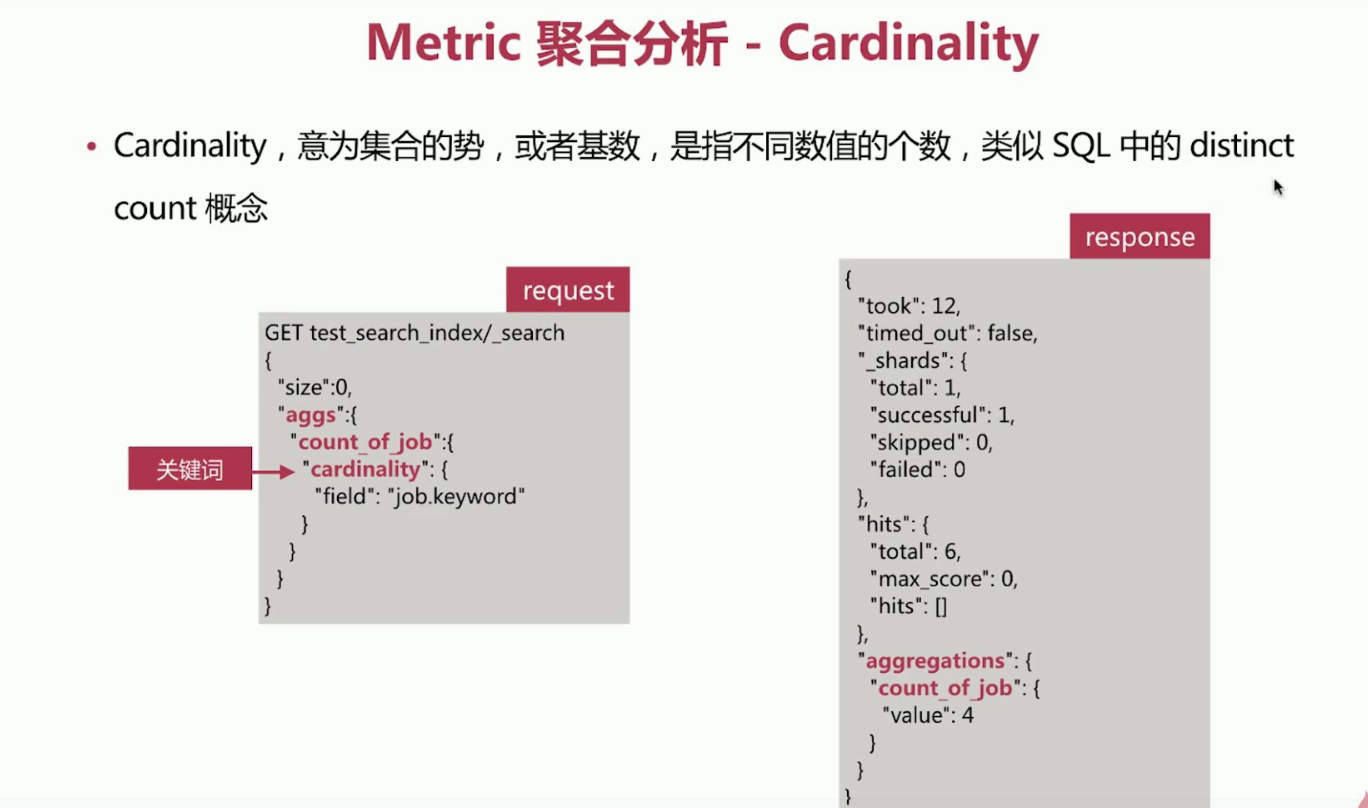 Metric 聚合分析 - Cardinality
• Cardinality，意为集合的势，或者基数，是指不同数值的个数，类似 SQL 中的 distinct
count 概念
request
GET test_search_index/_search
{
"size":0,
"aggs":{
"count_of_job":{
关键词
"cardinality": {
"field": "job.keyword"
}
}
}
}
response
{
"took": 12,
"timed_out": false,
"_shards": {
"total": 1,
"successful": 1,
"skipped": 0,
"failed": 0
},
"hits": {
"total": 6,
"max_score": 0,
"hits": []
},
"aggregations": {
"count_of_job": {
"value": 4
}
}
}